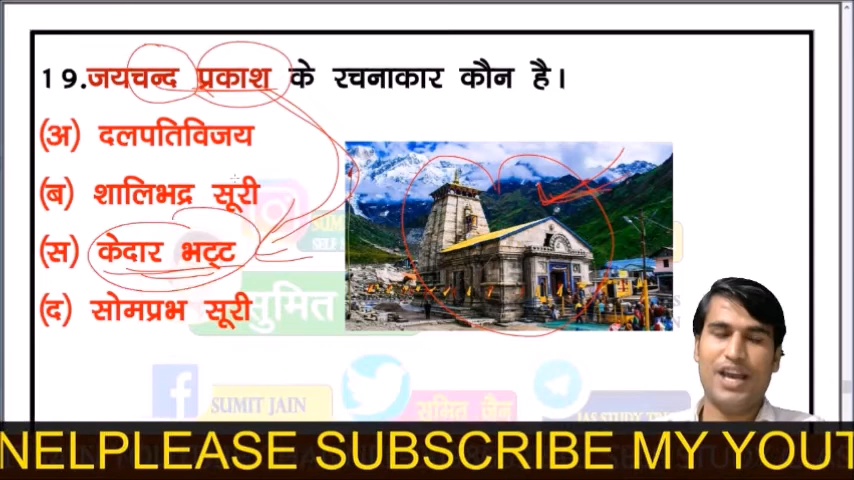 19.जयचन्द प्रकाश के रचनाकार कौन है।
(अ) दलपतिविजय
(ब) शालिभद्र सूरी
(स) केदार भट्ट
(द) सोमप्रभ सूरी
सुमित
SUMIT JAIN
सुमित जैन
NELPLEASE SUBSCRIBE MY YOUT